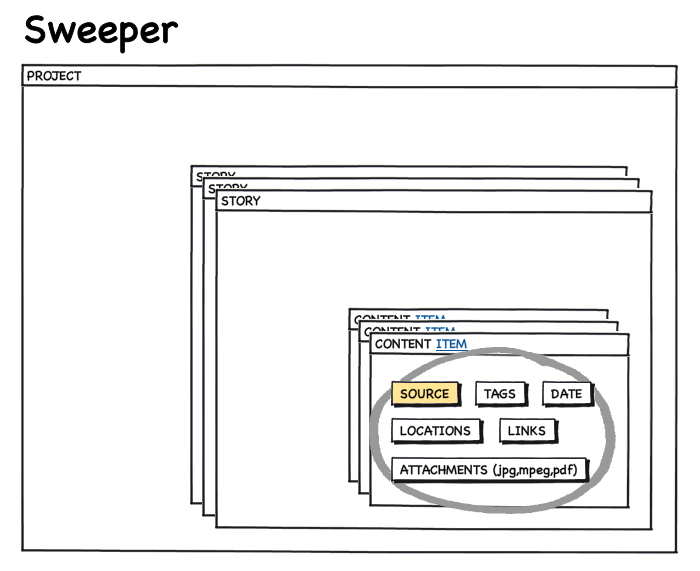 Sweeper
PROJECT
STORY
STORY
STORY
CONTENT ITEM
CONTENT ITEM
CONTENT ITEM
SOURCE TAGS DATE
LOCATIONS LINKS
ATTACHMENTS (jpg,mpeg,pdf)